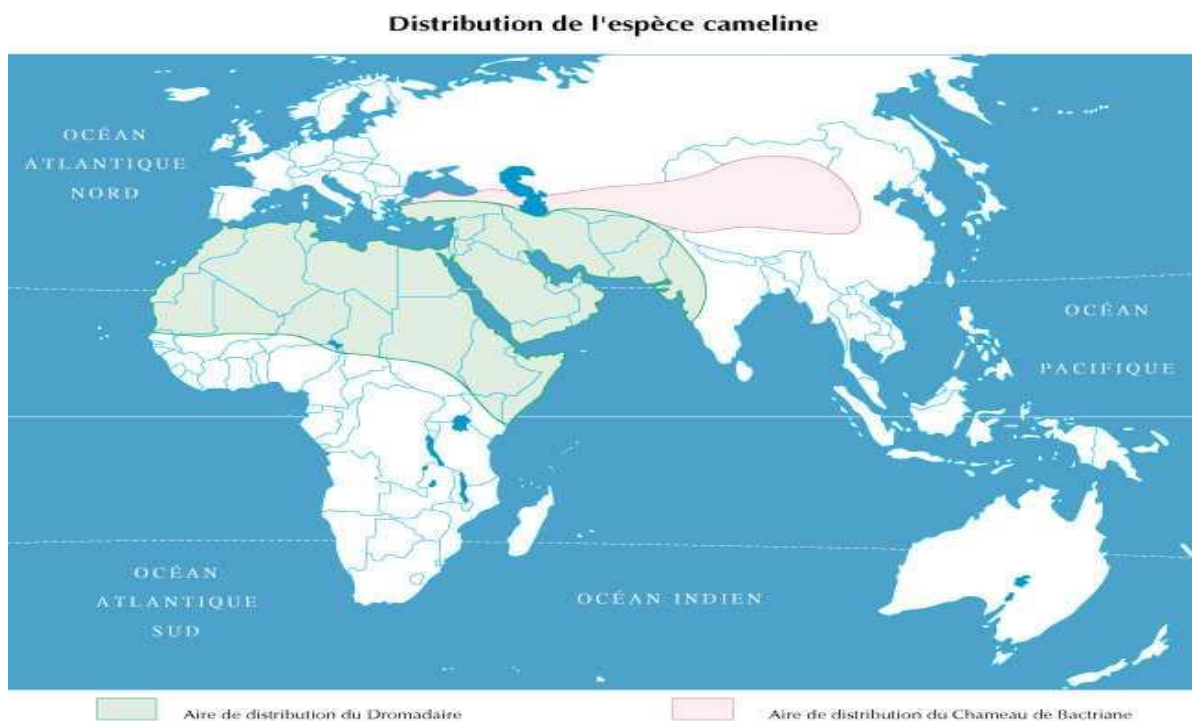 Distribution de l'espèce cameline
OCÉAN
ATLANTIQUE
NORD
OCÉAN
PACIFIQUE
OCÉAN
ATLANTIQUE
SUD
OCÉAN INDIEN
Aire de distribution du Dromadaire
Aire de distribution du Chameau de Bactriane